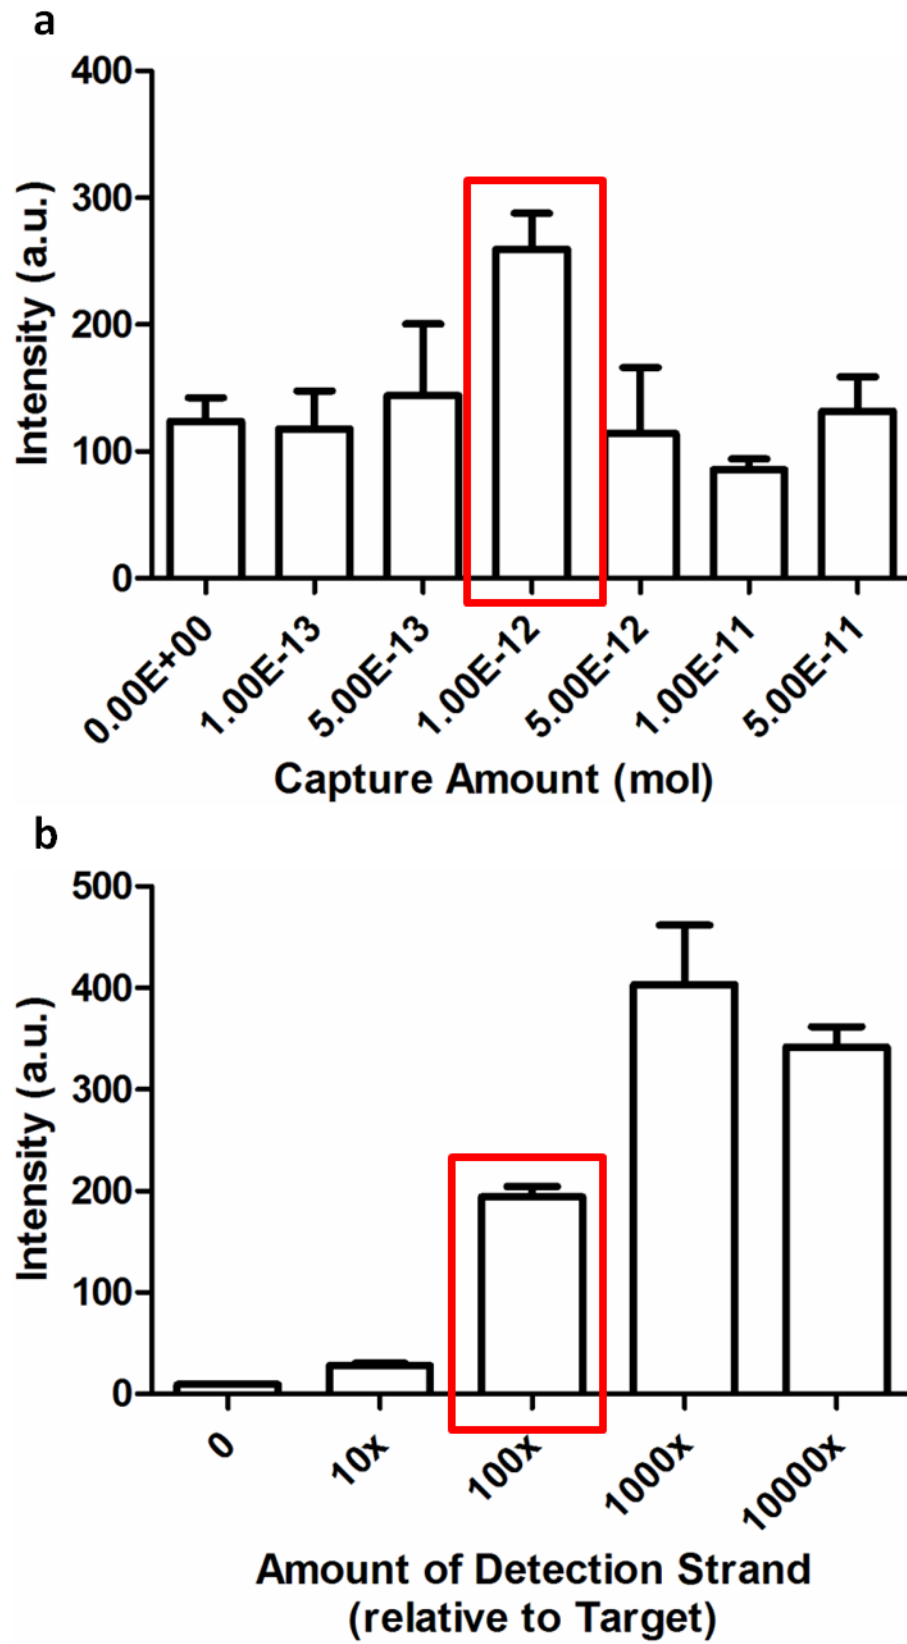 a
400
300
200
100
0
Intensity (a.u.)
0.00E+00
1.00E-13
5.00E-13
1.00E-12
5.00E-12
1.00E-11
5.00E-11
Capture Amount (mol)
b
500
400
300
200
100
0
Intensity (a.u.)
0
10x
100x
1000x
10000x
Amount of Detection Strand
(relative to Target)